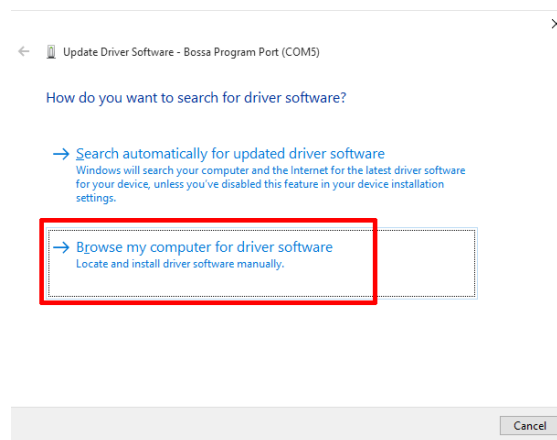 Update Driver Software - Bossa Program Port (COM5)
How do you want to search for driver software?
Search automatically for updated driver software
Windows will search your computer and the Internet for the latest driver software
for your device, unless you've disabled this feature in your device installation
settings.
Browse my computer for driver software
Locate and install driver software manually.
Cancel